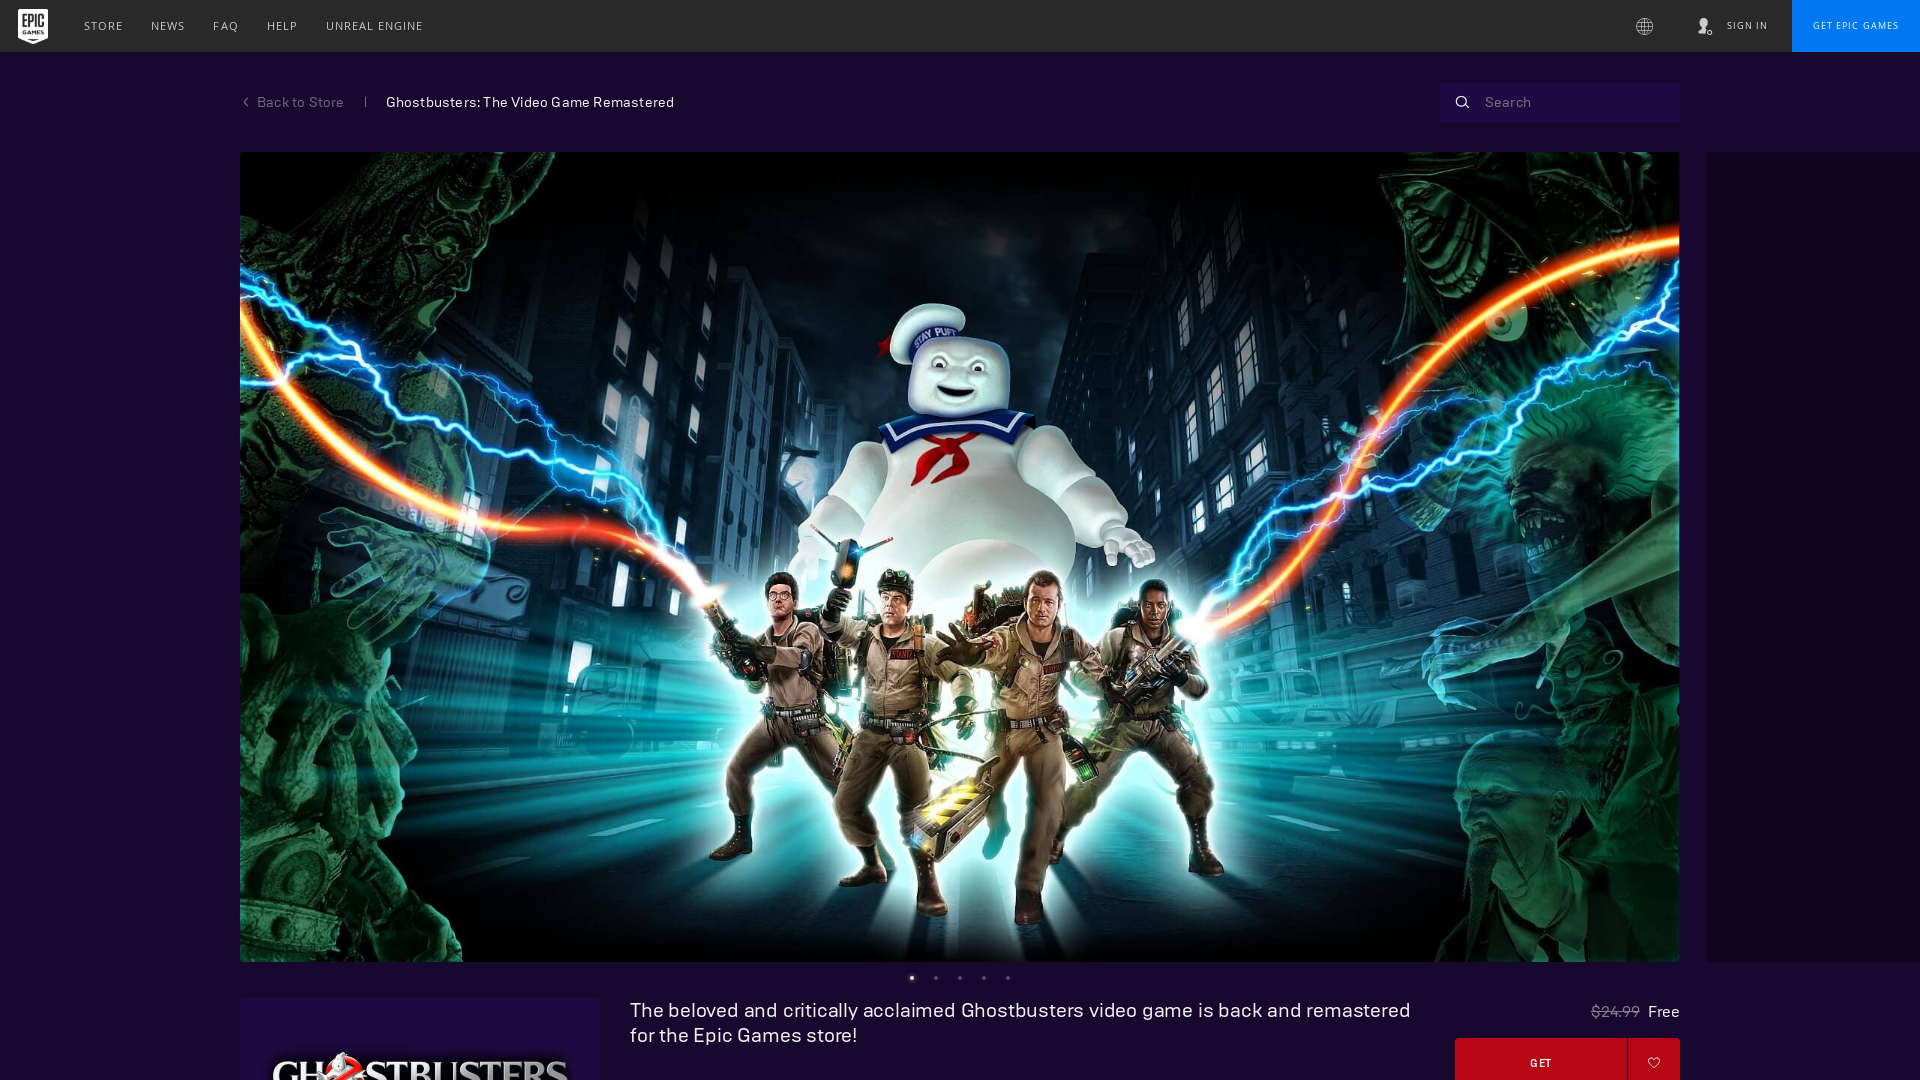 EPIC
GAMES
STORE
NEWS
FAQ
HELP
UNREAL ENGINE
SIGN IN
GET EPIC GAMES
Back to Store
Ghostbusters: The Video Game Remastered
Search
STAY PUFT
Dealer
The beloved and critically acclaimed Ghostbusters video game is back and remastered
for the Epic Games store!
$24.99 Free
GET
GHOSTBUSTERS